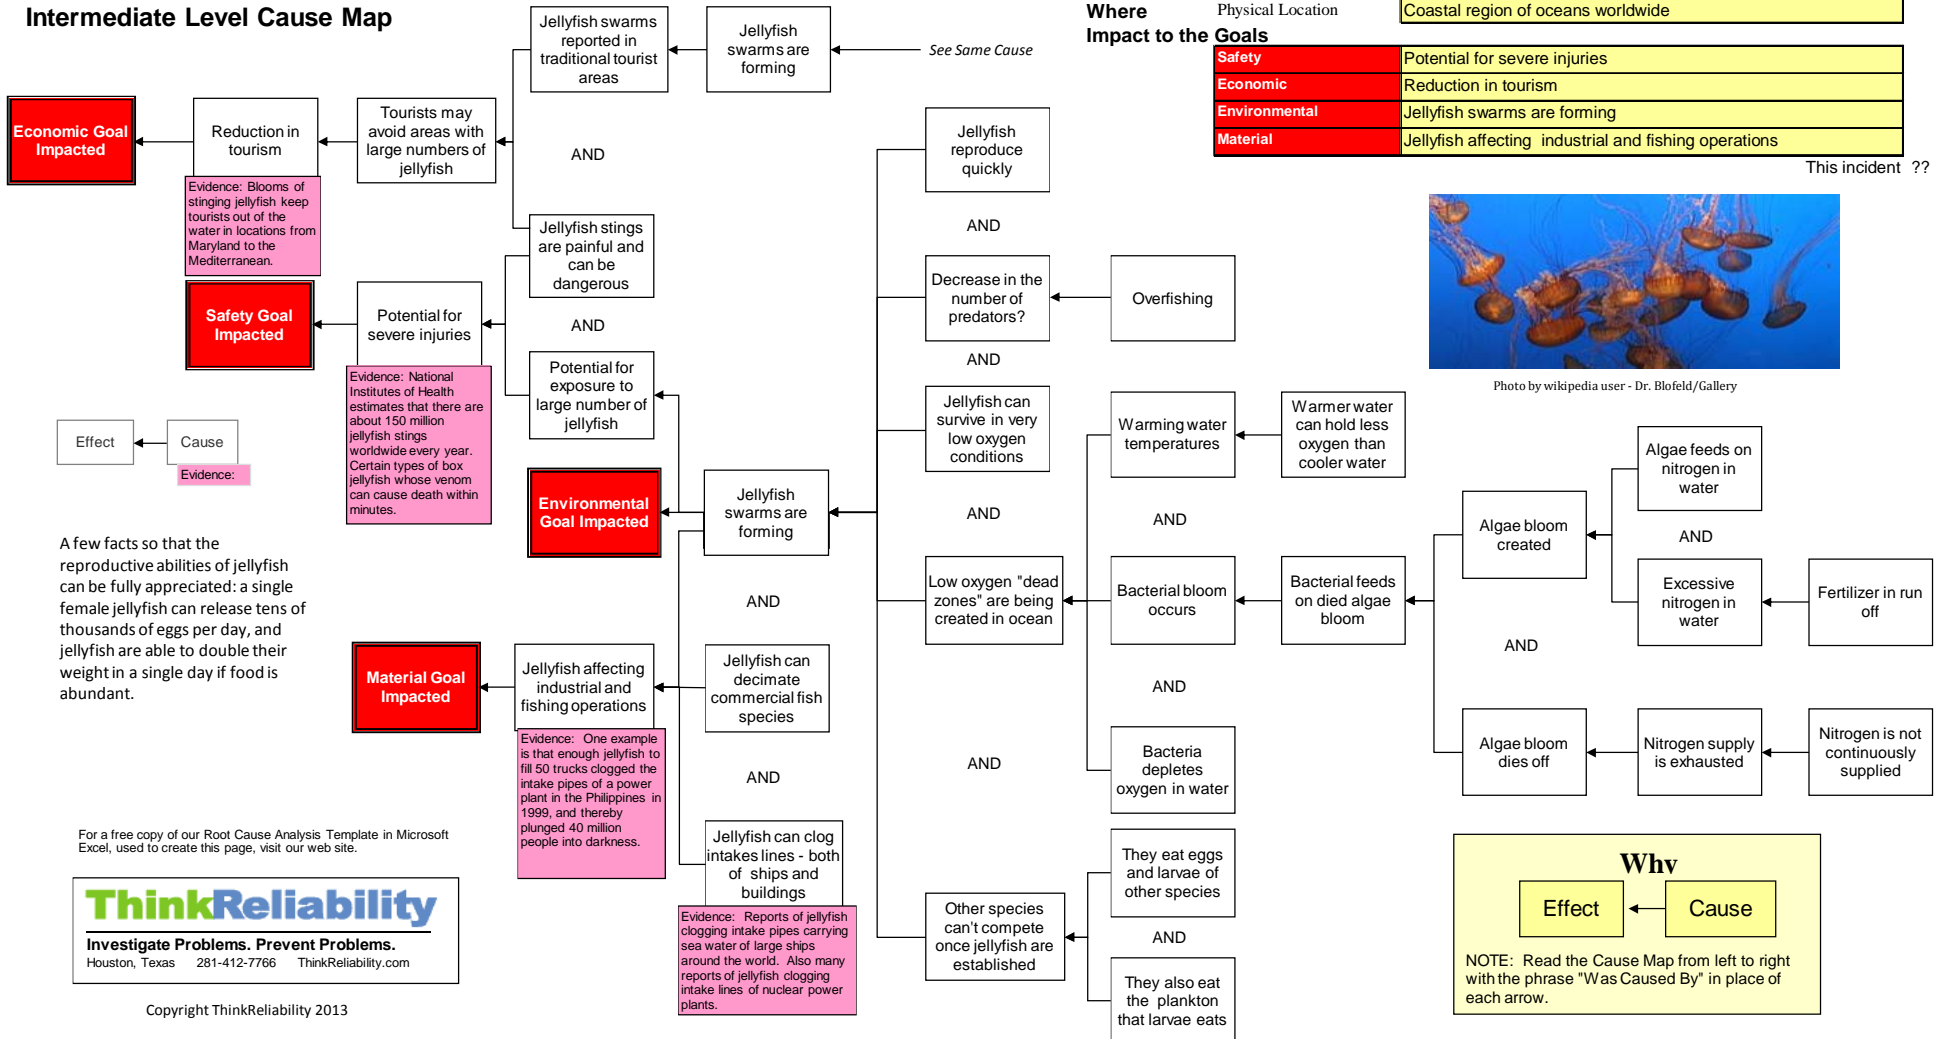 Intermediate Level Cause Map
Where
Physical Location
Coastal region of oceans worldwide
Impact to the Goals
Safety
Potential for severe injuries
Economic
Reduction in tourism
Environmental
Jellyfish swarms are forming
Material
Jellyfish affecting industrial and fishing operations
This incident ??
Jellyfish swarms
reported in
traditional tourist
areas
Jellyfish
swarms are
forming
See Same Cause
Economic Goal
Impacted
Reduction in
tourism
Evidence: Blooms of
stinging jellyfish keep
tourists out of the
water in locations from
Maryland to the
Mediterranean.
Tourists may
avoid areas with
large numbers of
jellyfish
AND
Jellyfish stings
are painful and
can be
dangerous
Safety Goal
Impacted
Potential for
severe injuries
Evidence: National
Institutes of Health
estimates that there are
about 150 million
jellyfish stings
worldwide every year.
Certain types of box
jellyfish whose venom
can cause death within
minutes.
AND
Potential for
exposure to
large number of
jellyfish
Effect
Cause
Evidence:
Environmental
Goal Impacted
Jellyfish
swarms are
forming
A few facts so that the
reproductive abilities of jellyfish
can be fully appreciated: a single
female jellyfish can release tens of
thousands of eggs per day, and
jellyfish are able to double their
weight in a single day if food is
abundant.
Material Goal
Impacted
Jellyfish affecting
industrial and
fishing operations
Evidence: One example
is that enough jellyfish to
fill 50 trucks clogged the
intake pipes of a power
plant in the Philippines in
1999, and thereby
plunged 40 million
people into darkness.
AND
Jellyfish can
decimate
commercial fish
species
AND
Jellyfish can clog
intakes lines - both
of ships and
buildings
Evidence: Reports of jellyfish
clogging intake pipes carrying
sea water of large ships
around the world. Also many
reports of jellyfish clogging
intake lines of nuclear power
plants.
Jellyfish
reproduce
quickly
AND
Decrease in the
number of
predators?
Overfishing
AND
Jellyfish can
survive in very
low oxygen
conditions
AND
Low oxygen "dead
zones" are being
created in ocean
AND
Other species
can't compete
once jellyfish are
established
Warming water
temperatures
Warmer water
can hold less
oxygen than
cooler water
AND
Bacterial bloom
occurs
Bacterial feeds
on died algae
bloom
AND
Bacteria
depletes
oxygen in water
They eat eggs
and larvae of
other species
AND
They also eat
the plankton
that larvae eats
Algae bloom
created
Algae feeds on
nitrogen in
water
AND
Excessive
nitrogen in
water
Fertilizer in run
off
AND
Algae bloom
dies off
Nitrogen supply
is exhausted
Nitrogen is not
continuously
supplied
Photo by wikipedia user - Dr. Blofeld/Gallery
For a free copy of our Root Cause Analysis Template in Microsoft
Excel, used to create this page, visit our web site.
ThinkReliability
Investigate Problems. Prevent Problems.
Houston, Texas 281-412-7766 ThinkReliability.com
Copyright ThinkReliability 2013
Why
Effect
Cause
NOTE: Read the Cause Map from left to right
with the phrase "Was Caused By" in place of
each arrow.